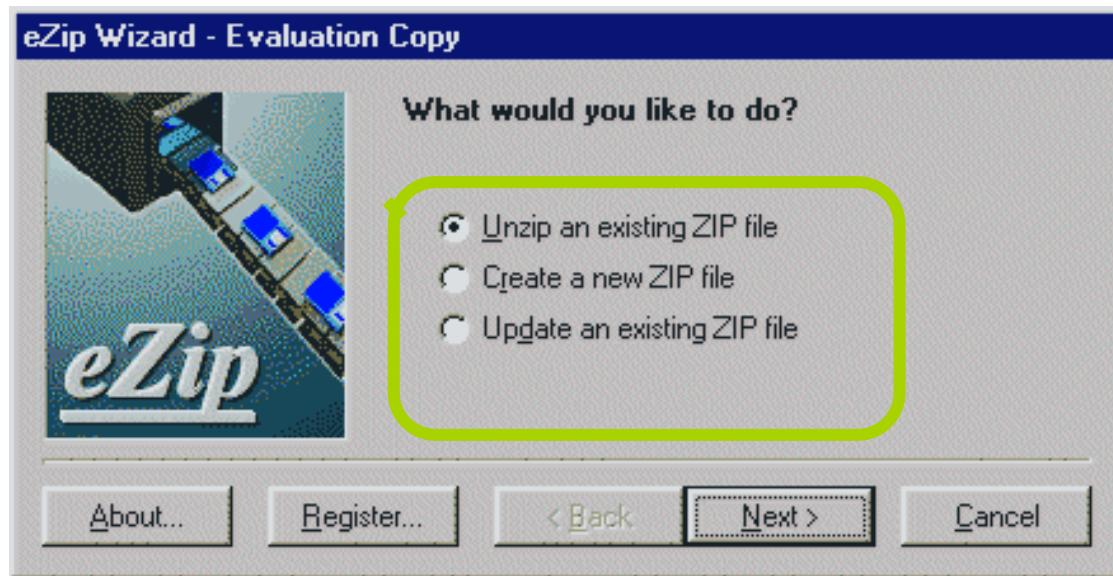 eZip Wizard - Evaluation Copy
What would you like to do?
Unzip an existing ZIP file
Create a new ZIP file
Update an existing ZIP file
eZip
About...
Register...
< Back
Next >
Cancel